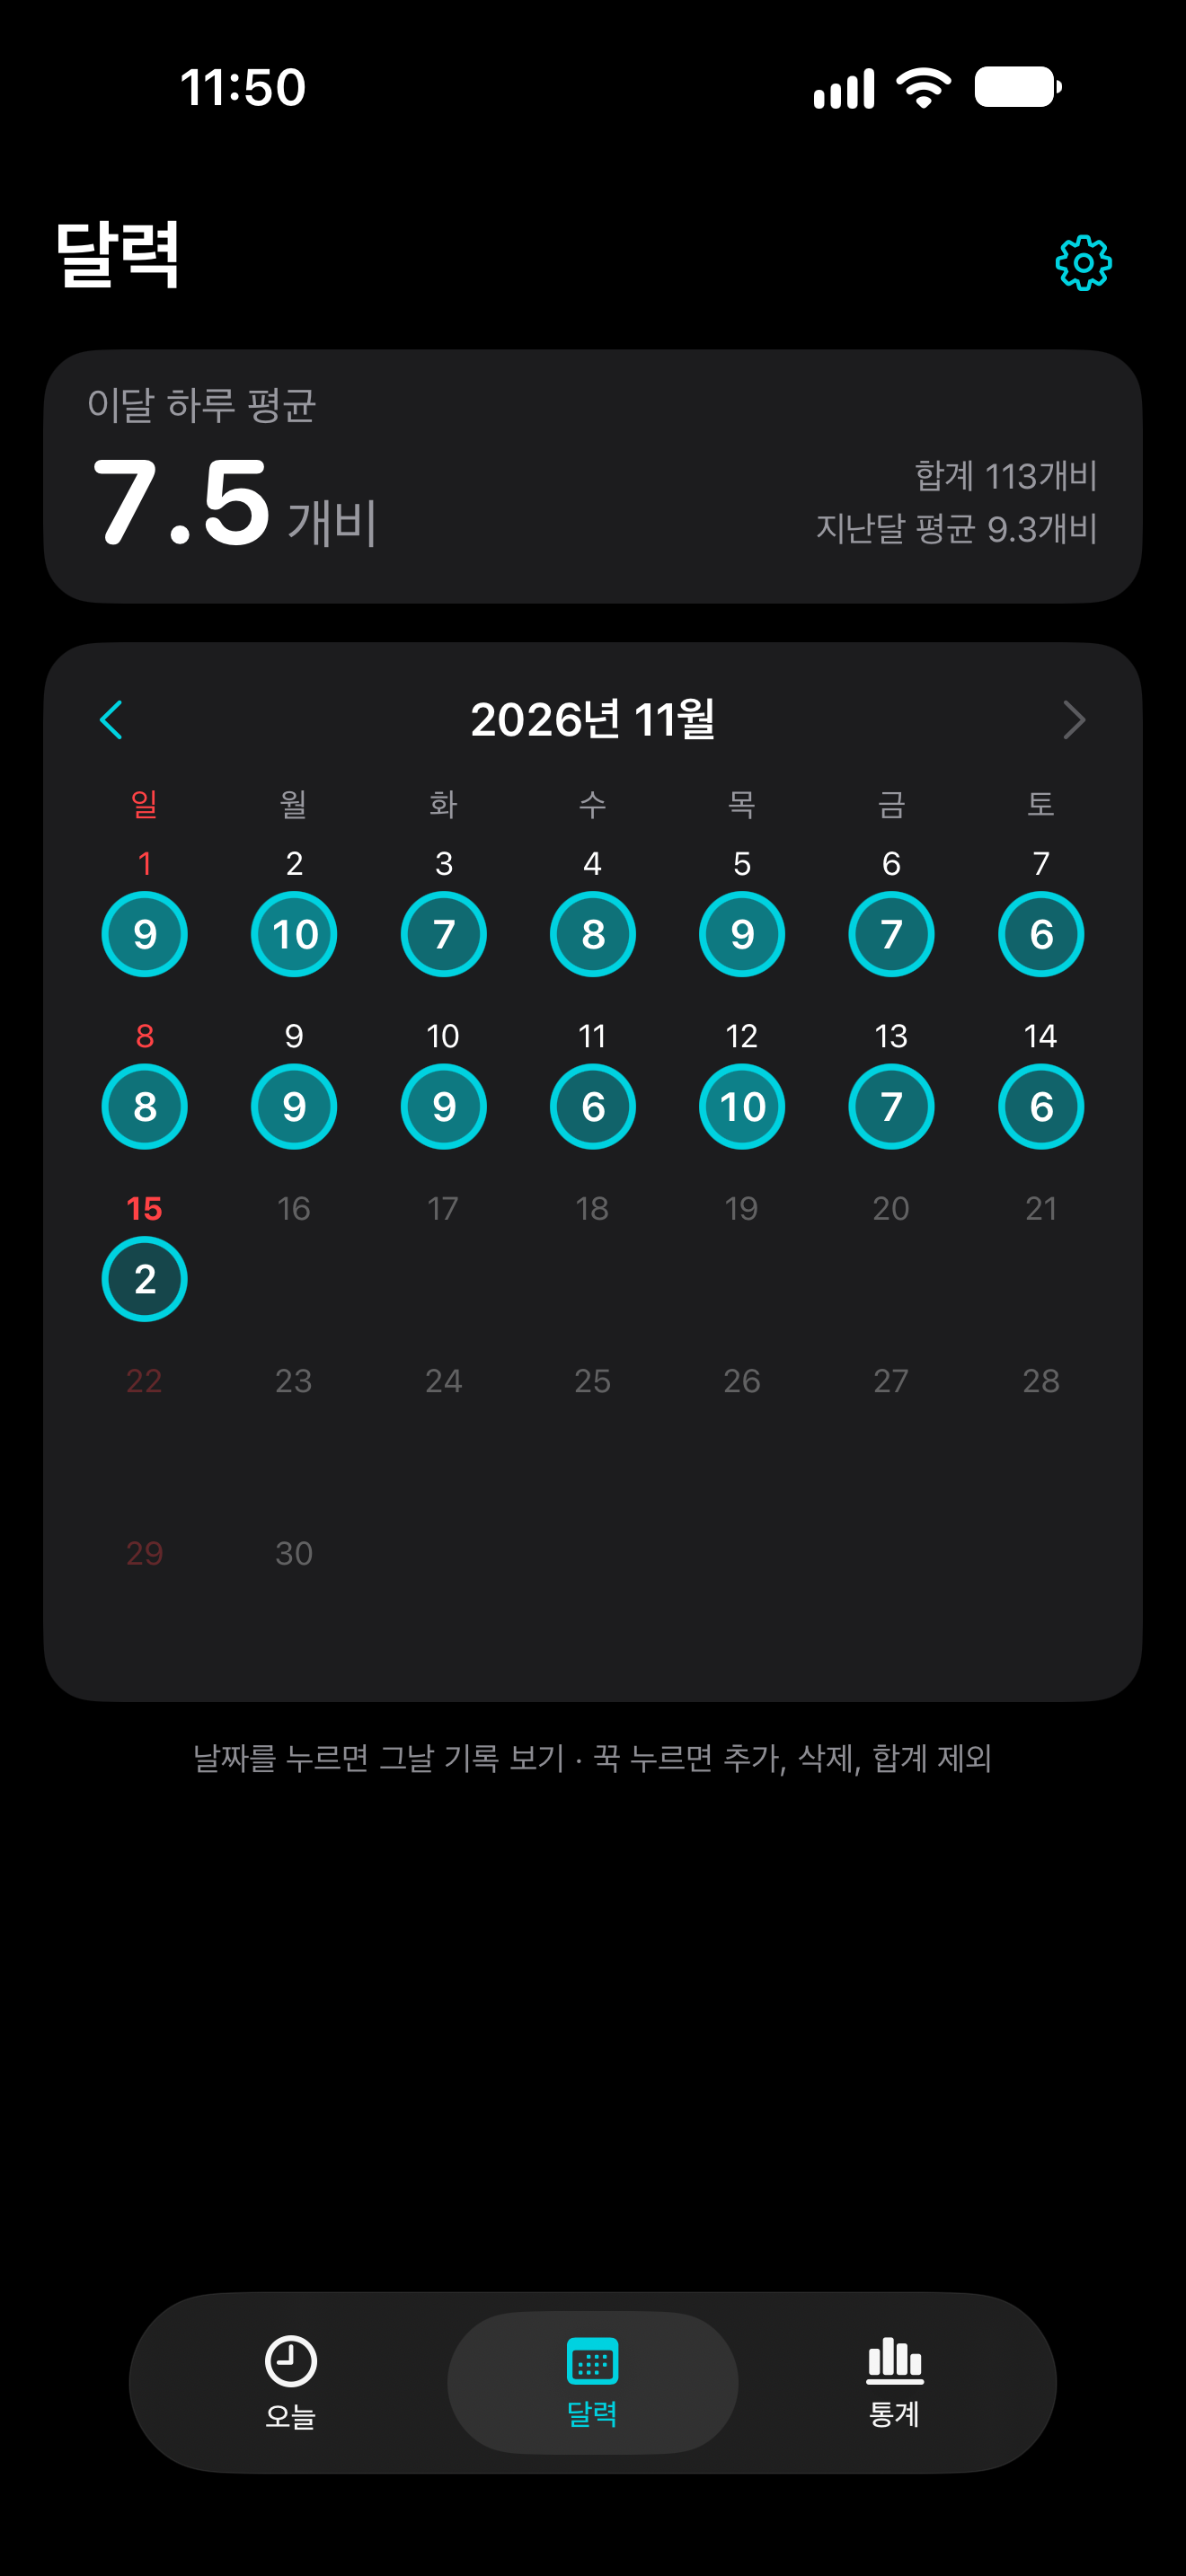 11:50
달력
이달 하루 평균
7.5 개비
합계 113개비
지난달 평균 9.3개비
2026년 11월
일 월 화 수 목 금 토
1 2 3 4 5 6 7
9 10 7 8 9 7 6
8 9 10 11 12 13 14
8 9 9 6 10 7 6
15 16 17 18 19 20 21
2
22 23 24 25 26 27 28
29 30
날짜를 누르면 그날 기록 보기 · 꾹 누르면 추가, 삭제, 합계 제외
오늘 달력 통계